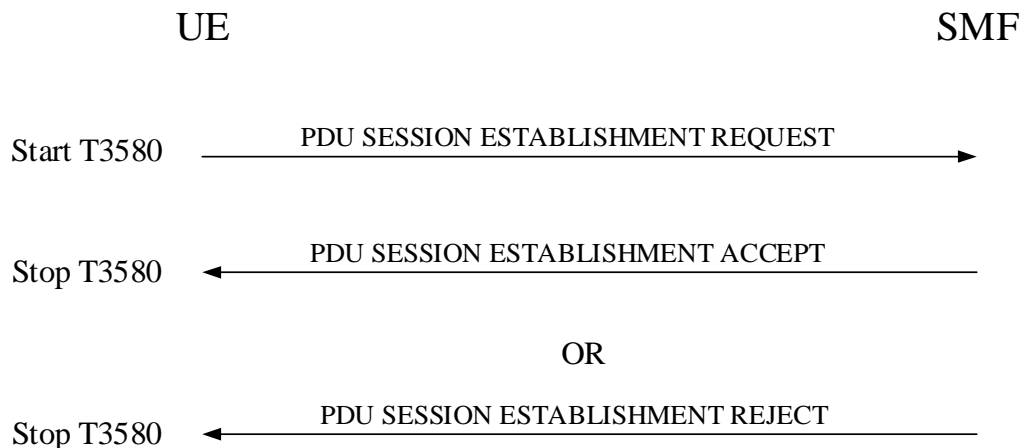 UE SMF
Start T3580 PDU SESSION ESTABLISHMENT REQUEST
Stop T3580 PDU SESSION ESTABLISHMENT ACCEPT
OR
Stop T3580 PDU SESSION ESTABLISHMENT REJECT